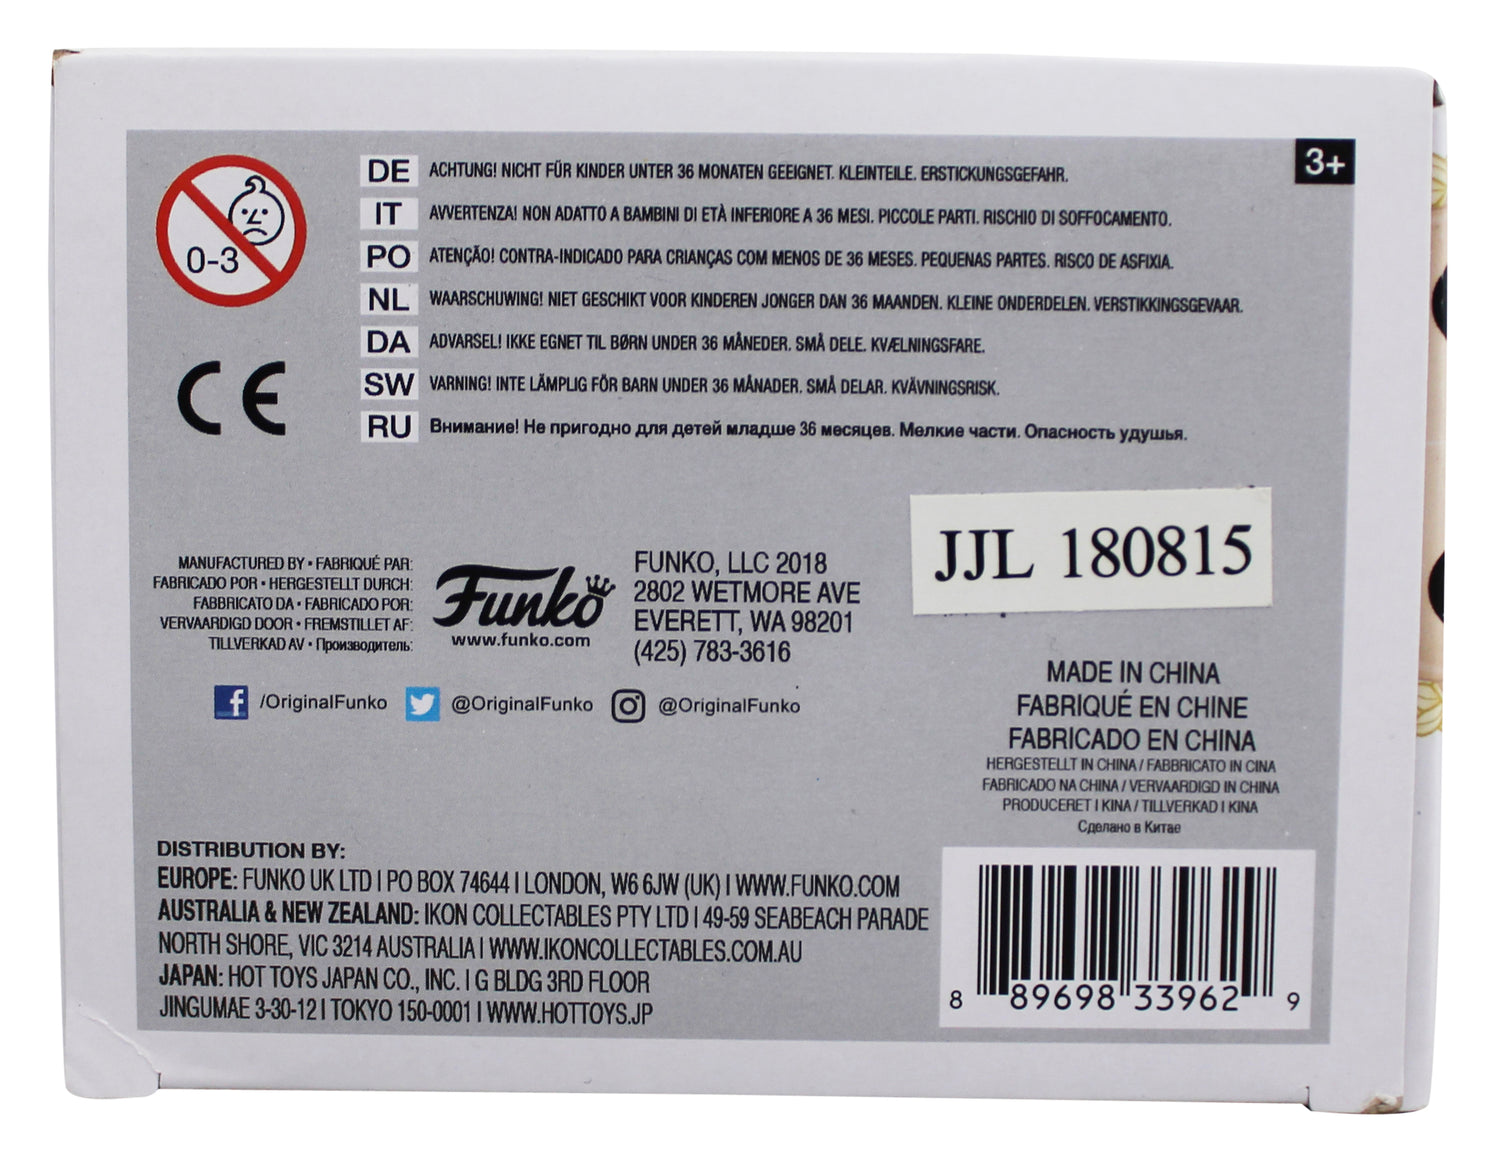 0-3
3+
DE ACHTUNG! NICHT FÜR KINDER UNTER 36 MONATEN GEEIGNET. KLEINTEILE. ERSTICKUNGSGEFAHR.
IT AVVERTENZA! NON ADATTO A BAMBINI DI ETÀ INFERIORE A 36 MESI. PICCOLE PARTI. RISCHIO DI SOFFOCAMENTO.
PO ATENÇÃO! CONTRA-INDICADO PARA CRIANÇAS COM MENOS DE 36 MESES. PEQUENAS PARTES. RISCO DE ASFIXIA.
NL WAARSCHUWING! NIET GESCHIKT VOOR KINDEREN JONGER DAN 36 MAANDEN. KLEINE ONDERDELEN. VERSTIKKINGSGEVAAR.
DA ADVARSEL! IKKE EGNET TIL BØRN UNDER 36 MÅNEDER. SMÅ DELE. KVÆLNINGSFARE.
SW VARNING! INTE LÄMPLIG FÖR BARN UNDER 36 MÅNADER. SMÅ DELAR. KVÄVNINGSRISK.
RU Внимание! Не пригодно для детей младше 36 месяцев. Мелкие части. Опасность удушья.
CE
MANUFACTURED BY • FABRIQUÉ PAR:
FABRICADO POR • HERGESTELLT DURCH:
FABBRICATO DA • FABRICADO POR:
VERVAARDIGD DOOR • FREMSTILLET AF:
TILLVERKAD AV • Производитель:
Funko
www.funko.com
FUNKO, LLC 2018
2802 WETMORE AVE
EVERETT, WA 98201
(425) 783-3616
JJL 180815
/OriginalFunko @OriginalFunko @OriginalFunko
MADE IN CHINA
FABRIQUÉ EN CHINE
FABRICADO EN CHINA
HERGESTELLT IN CHINA / FABBRICATO IN CINA
FABRICADO NA CHINA / VERVAARDIGD IN CHINA
PRODUCERET I KINA / TILLVERKAD I KINA
Сделано в Китае
DISTRIBUTION BY:
EUROPE: FUNKO UK LTD | PO BOX 74644 | LONDON, W6 6JW (UK) | WWW.FUNKO.COM
AUSTRALIA & NEW ZEALAND: IKON COLLECTABLES PTY LTD | 49-59 SEABEACH PARADE
NORTH SHORE, VIC 3214 AUSTRALIA | WWW.IKONCOLLECTABLES.COM.AU
JAPAN: HOT TOYS JAPAN CO., INC. | G BLDG 3RD FLOOR
JINGUMAE 3-30-12 | TOKYO 150-0001 | WWW.HOTTOYS.JP
8 89698 33962 9